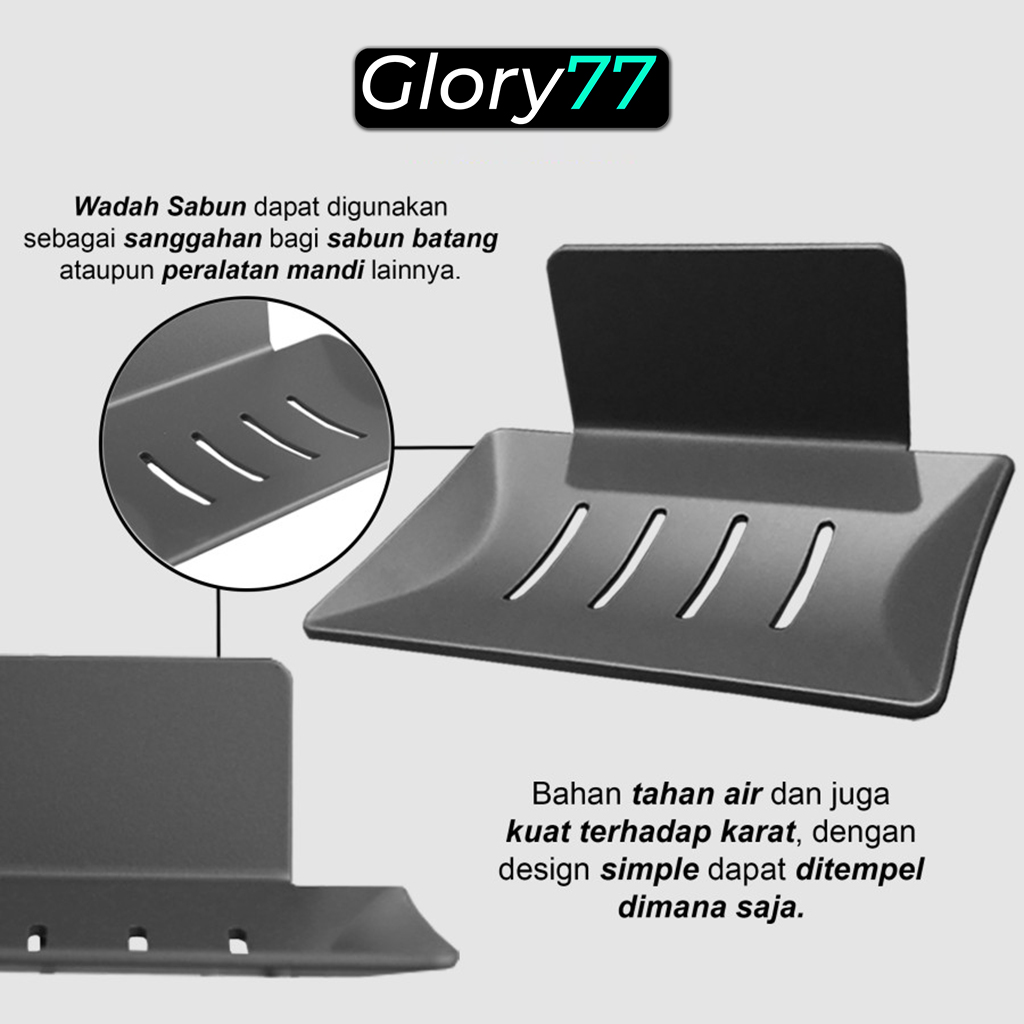 Glory77
Wadah Sabun dapat digunakan
sebagai sanggahan bagi sabun batang
ataupun peralatan mandi lainnya.
Bahan tahan air dan juga
kuat terhadap karat, dengan
design simple dapat ditempel
dimana saja.